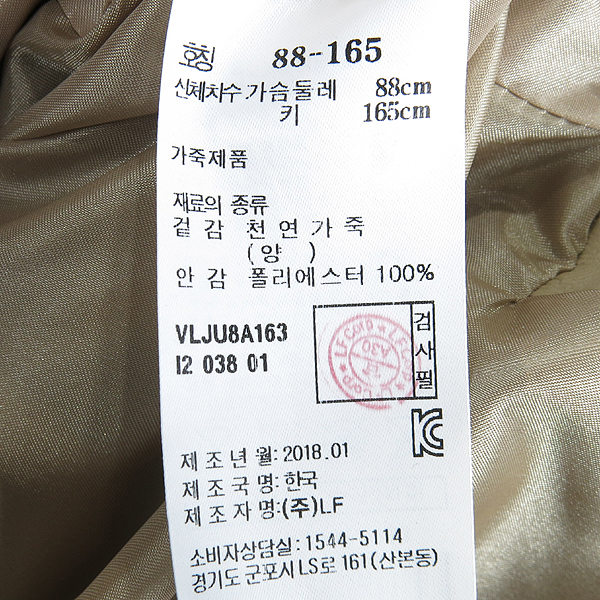 호칭 88-165
신체치수.가슴둘레 88cm
키 165cm
가죽제품
재료의 종류
겉감 천연가죽
(양 )
안감 폴리에스터 100%
VLJU8A163
I2 038 01
검사필
LF Corp
제조년월:2018.01
제조국명:한국
제조자명:(주)LF
소비자상담실:1544-5114
경기도 군포시 LS로 161(산본동)